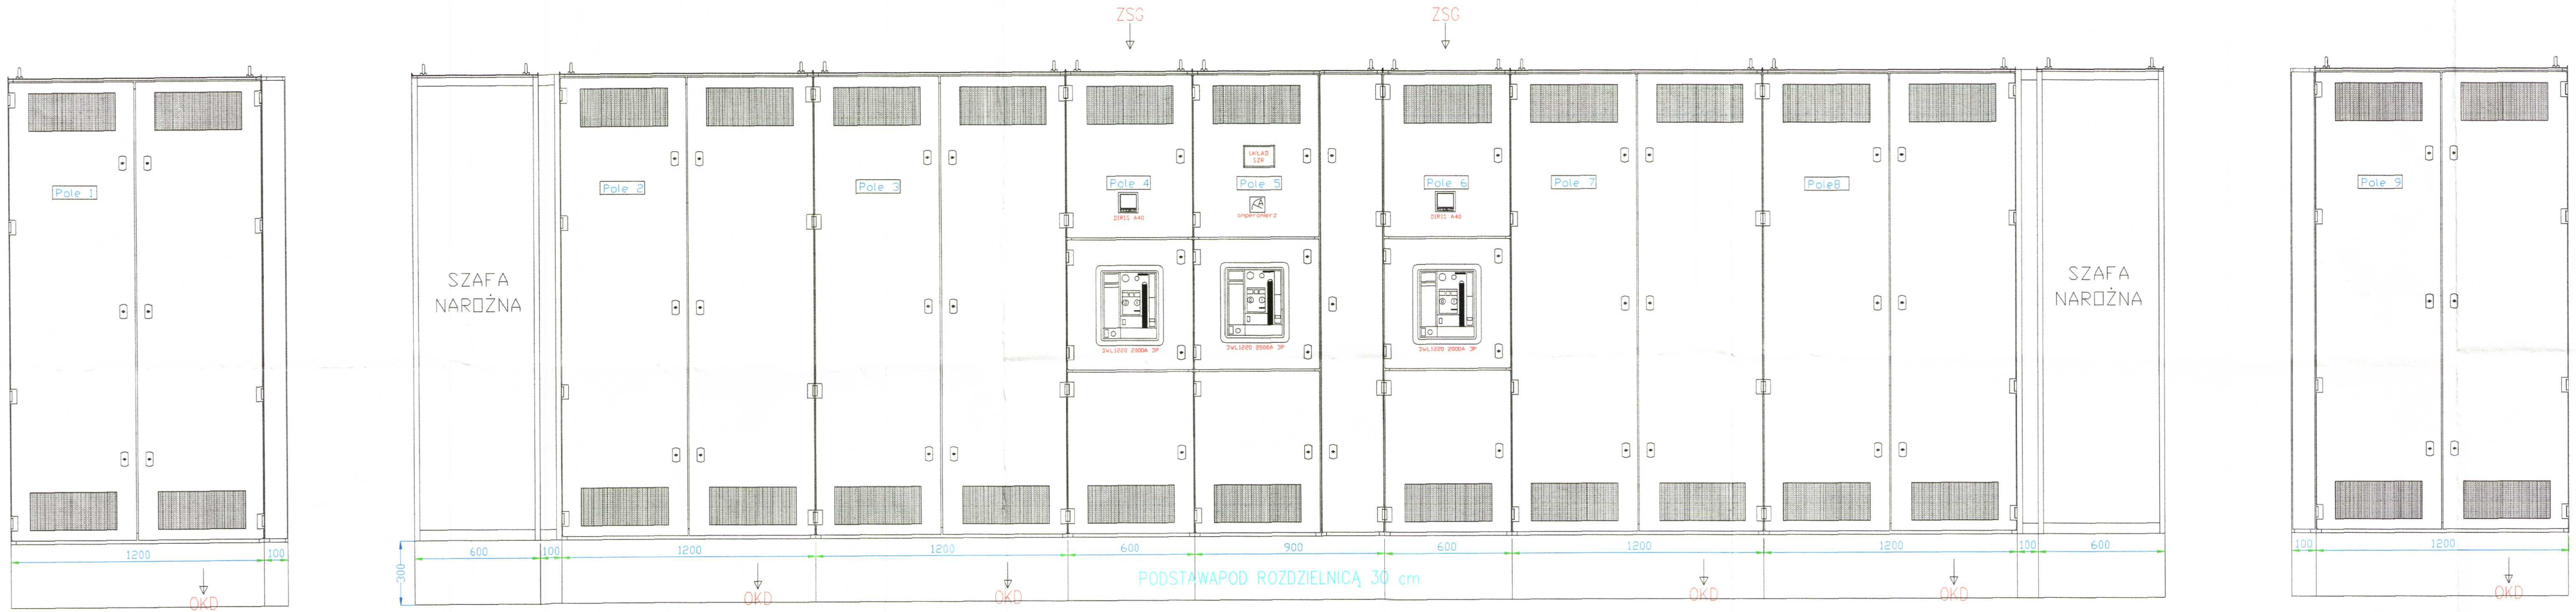 ZSG
ZSG
Pole 1
Pole 2
Pole 3
Pole 4
DIRIS A40
UKŁAD
SZR
Pole 5
amperomierz
Pole 6
DIRIS A40
Pole 7
Pole8
Pole 9
SZAFA
NAROŻNA
SZAFA
NAROŻNA
3WL1220 2000A 3P
3WL1220 2000A 3P
3WL1220 2000A 3P
1200
100
600
100
1200
1200
600
900
600
1200
1200
100
600
100
1200
300
PODSTAWAPOD ROZDZIELNICĄ 30 cm
OKD
OKD
OKD
OKD
OKD
OKD